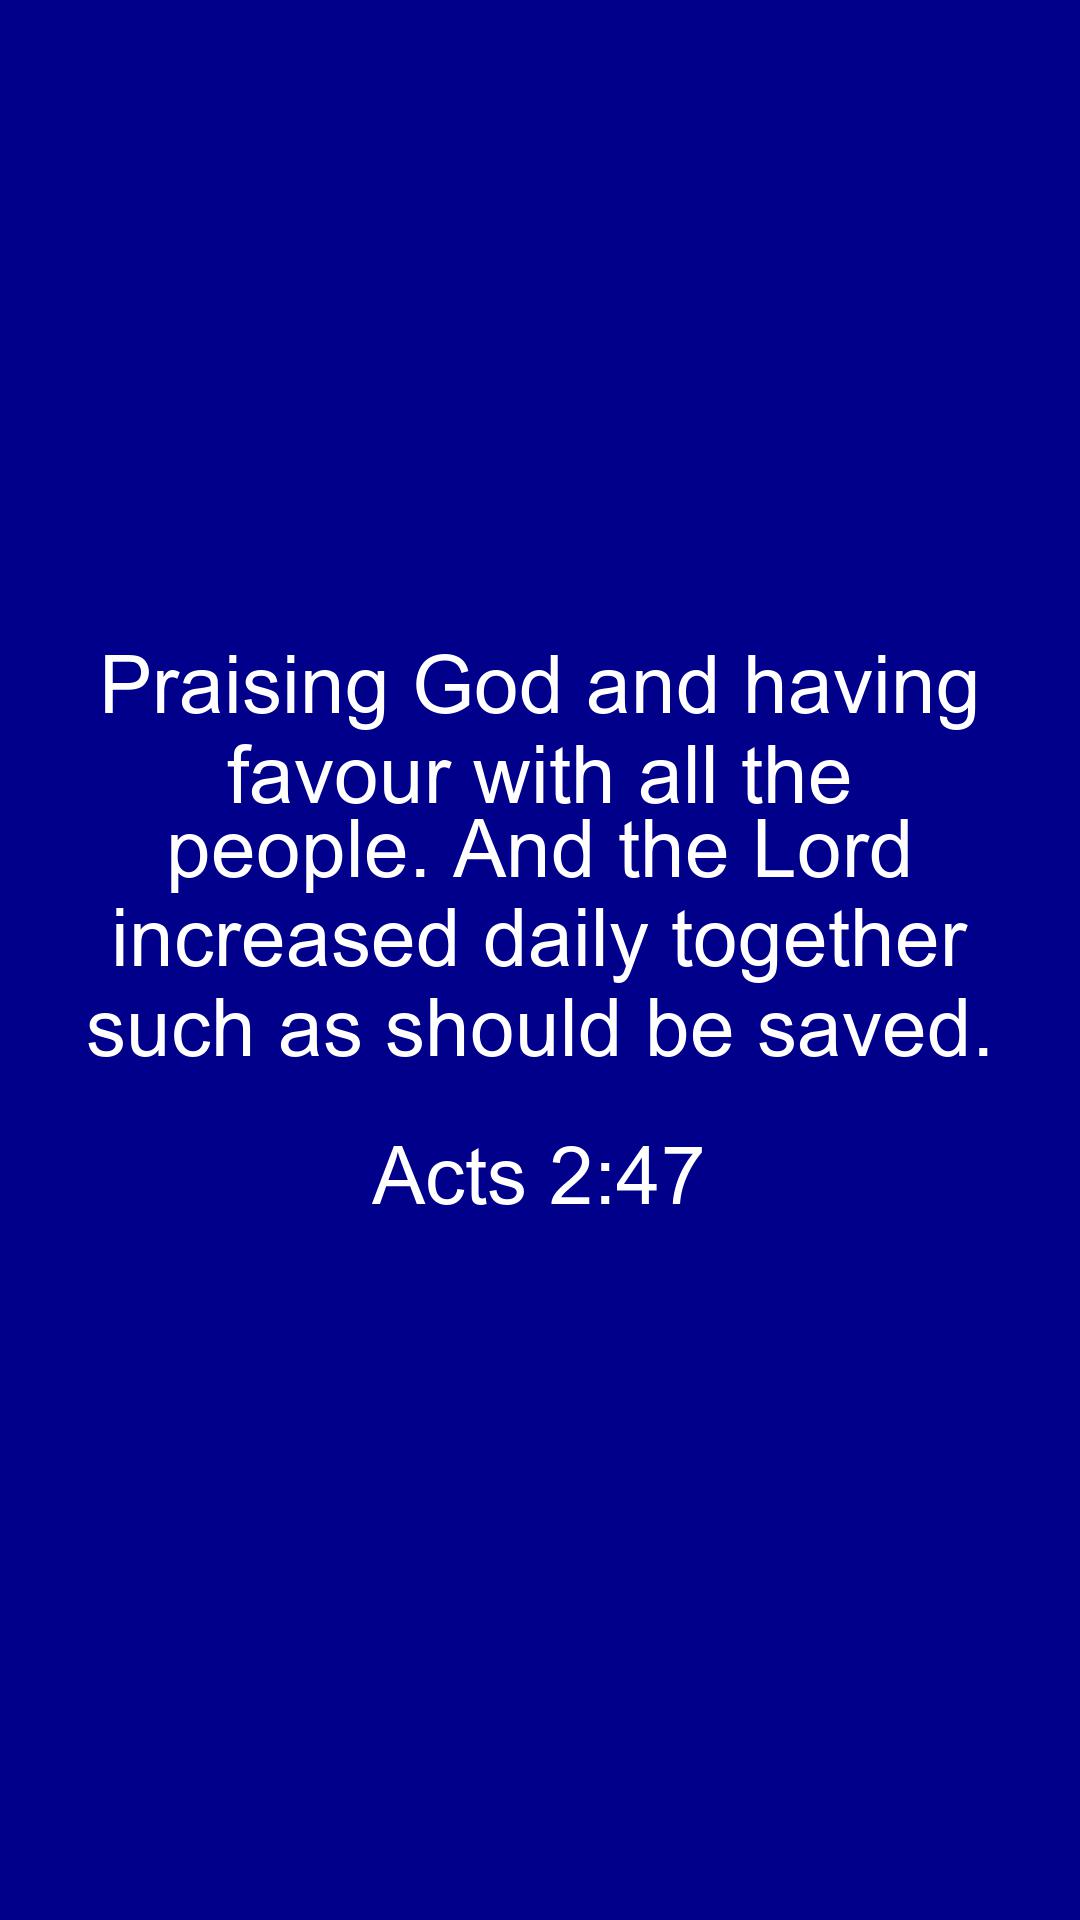 Praising God and having
favour with all the
people. And the Lord
increased daily together
such as should be saved.
Acts 2:47